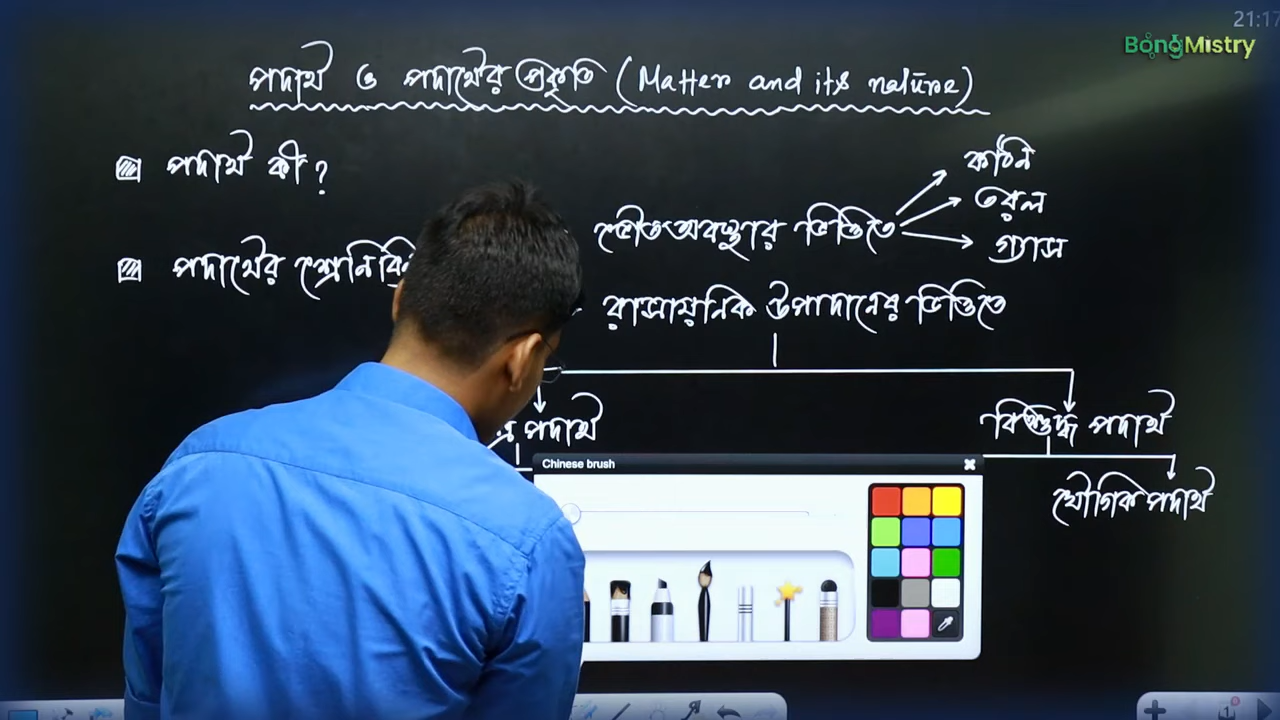 21:17
BongMistry
পদার্থ ও পদার্থের প্রকৃতি (Matter and its nature)
পদার্থ কী?
কঠিন
তরল
ভৌত অবস্থার ভিত্তিতে
গ্যাস
পদার্থের শ্রেনি
রাসায়নিক উপাদানের ভিত্তিতে
পদার্থ
বিশুদ্ধ পদার্থ
Chinese brush
যৌগিক পদার্থ
1